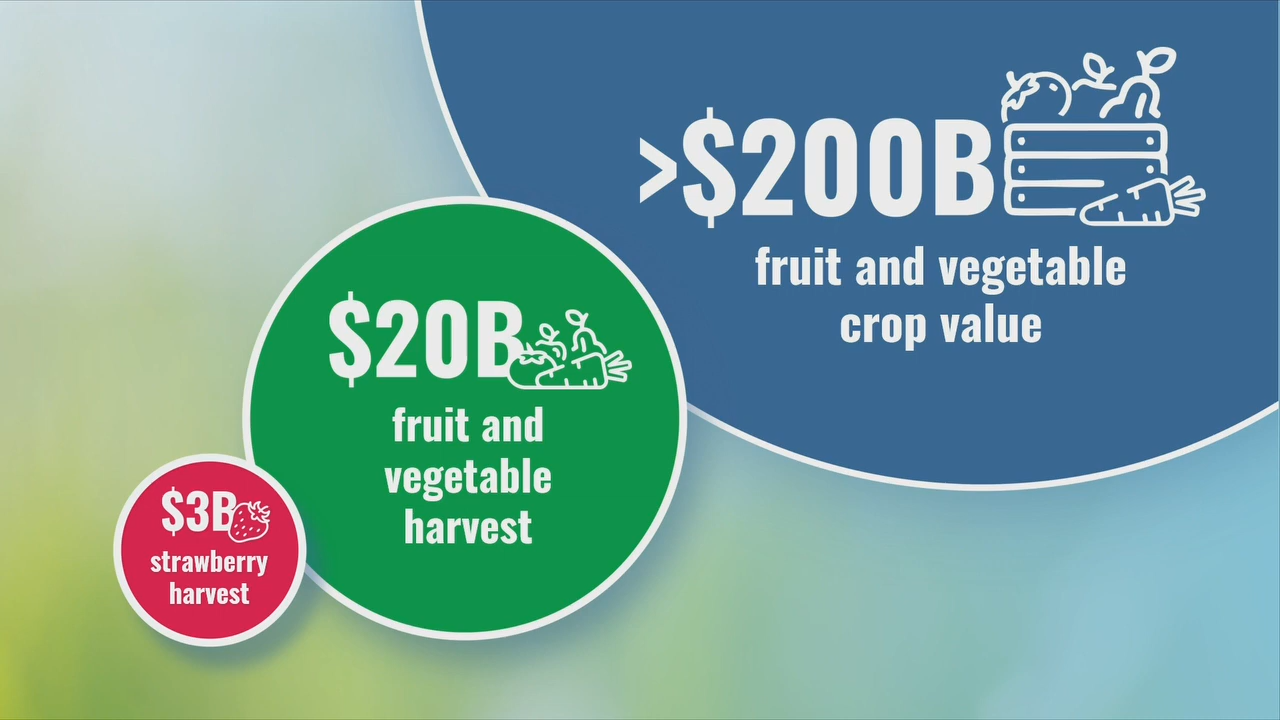 >$200B
fruit and vegetable
crop value
$20B
fruit and
vegetable
harvest
$3B
strawberry
harvest